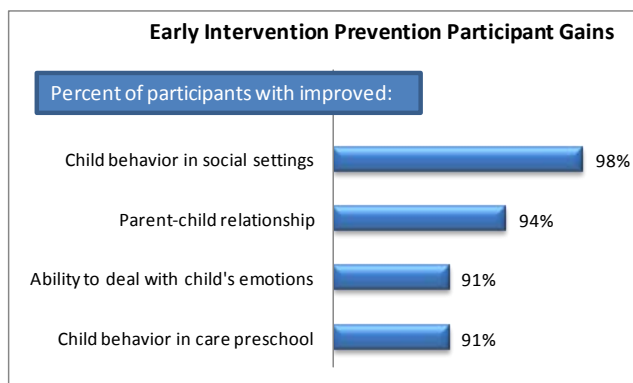 Early Intervention Prevention Participant Gains
Percent of participants with improved:
Child behavior in social settings
98%
Parent-child relationship
94%
Ability to deal with child's emotions
91%
Child behavior in care preschool
91%